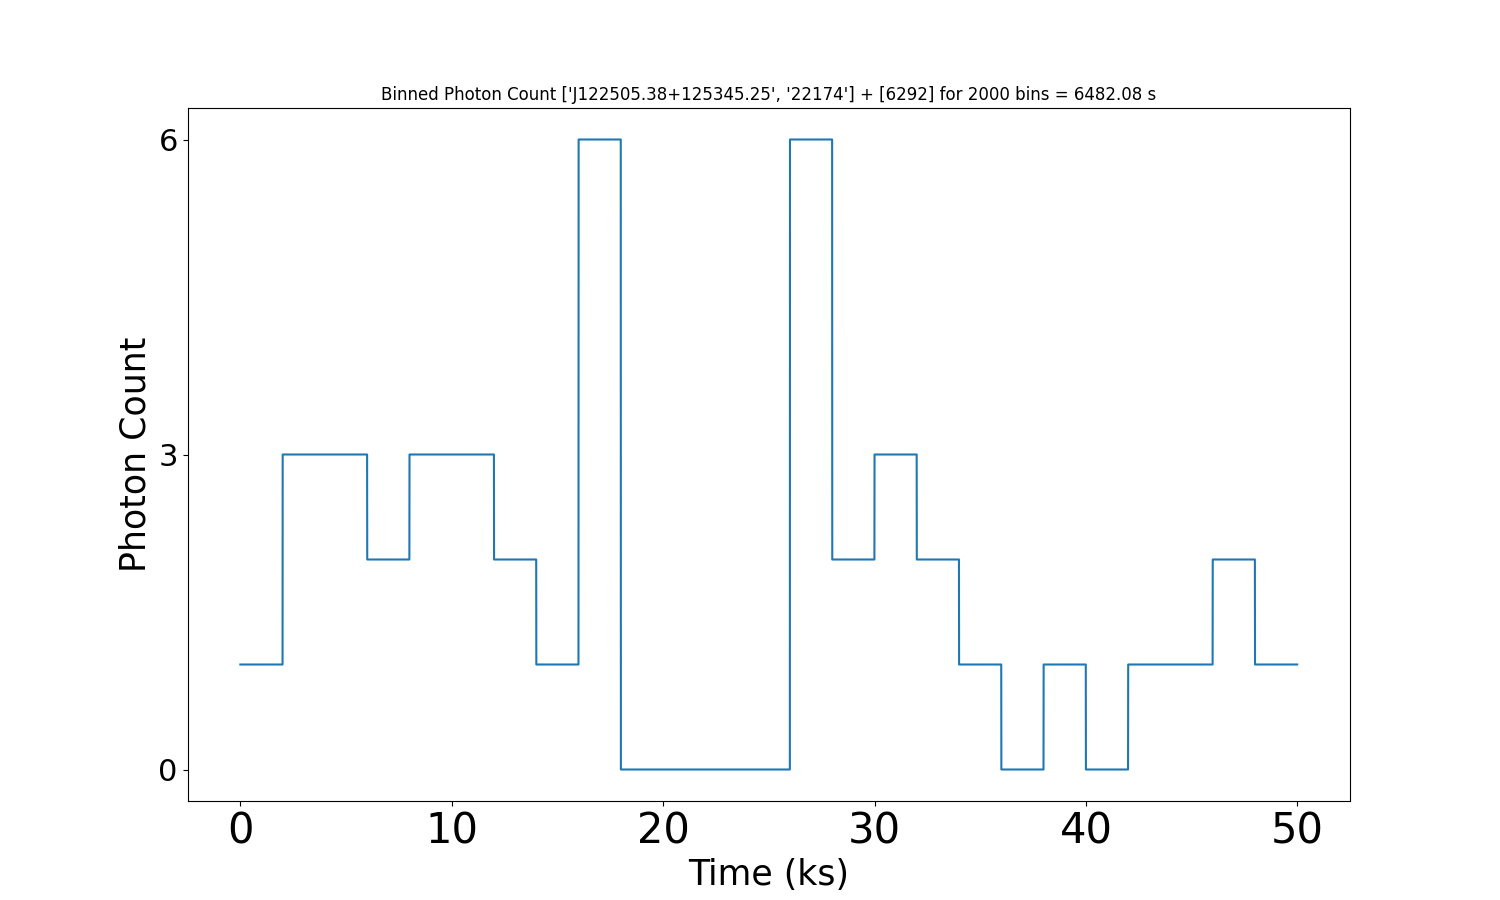 Binned Photon Count ['J122505.38+125345.25', '22174'] + [6292] for 2000 bins = 6482.08 s
6
3
0
Photon Count
0 10 20 30 40 50
Time (ks)